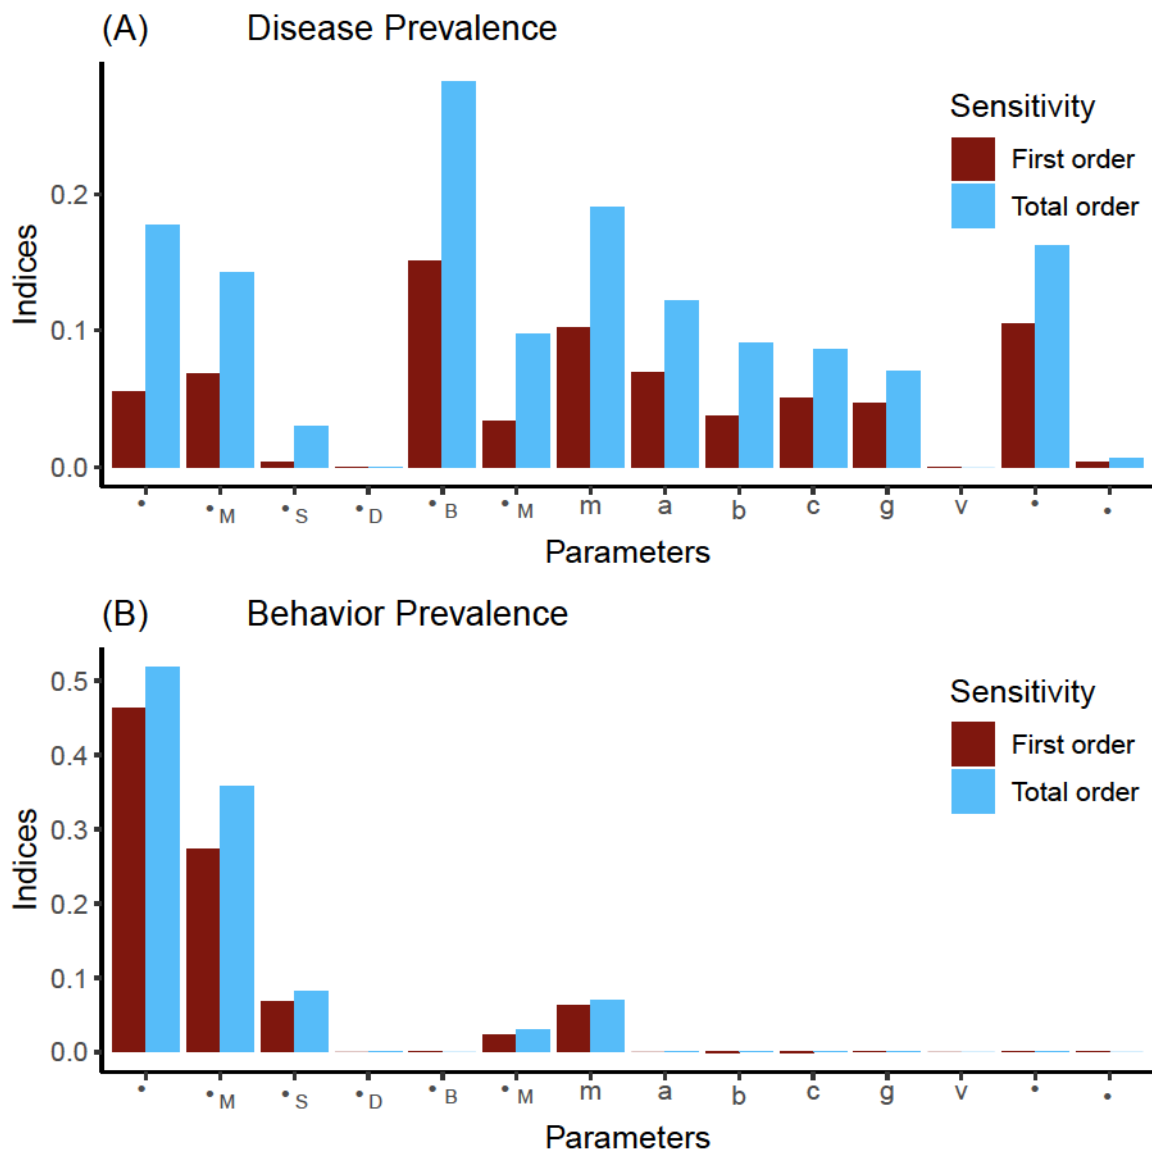 (A) Disease Prevalence
Sensitivity
First order
Total order
Indices
0.2
0.1
0.0
• •M •S •D •B •M m a b c g v • •
Parameters
(B) Behavior Prevalence
Sensitivity
First order
Total order
Indices
0.5
0.4
0.3
0.2
0.1
0.0
• •M •S •D •B •M m a b c g v • •
Parameters